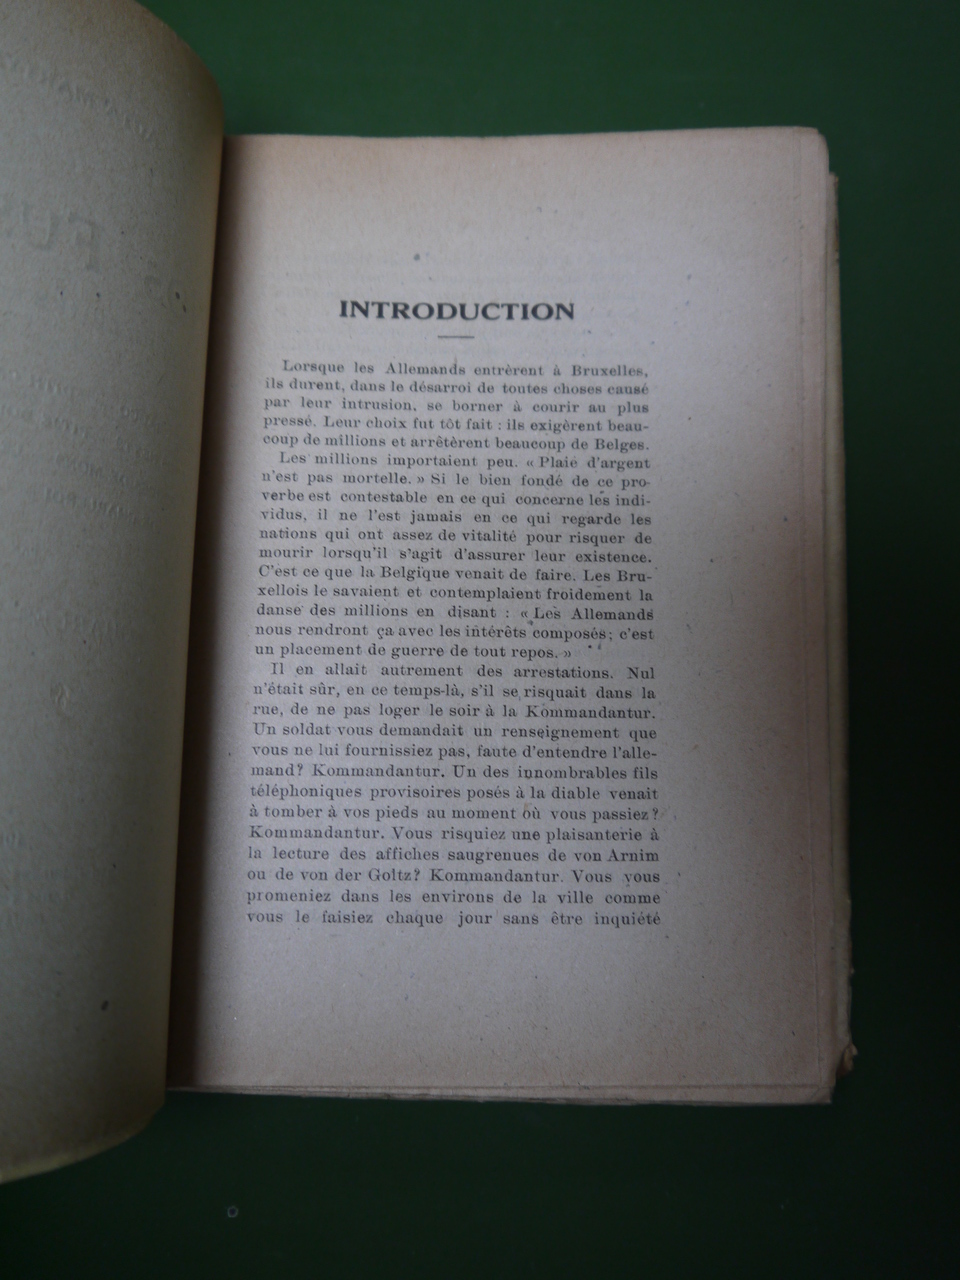 INTRODUCTION
Lorsque les Allemands entrèrent à Bruxelles,
ils durent, dans le désarroi de toutes choses causé
par leur intrusion, se borner à courir au plus
pressé. Leur choix fut tôt fait : ils exigèrent beau-
coup de millions et arrêtèrent beaucoup de Belges.
Les millions importaient peu. « Plaie d'argent
n'est pas mortelle. » Si le bien fondé de ce pro-
verbe est contestable en ce qui concerne les indi-
vidus, il ne l'est jamais en ce qui regarde les
nations qui ont assez de vitalité pour risquer de
mourir lorsqu'il s'agit d'assurer leur existence.
C'est ce que la Belgique venait de faire. Les Bru-
xellois le savaient et contemplaient froidement la
danse des millions en disant : « Les Allemands
nous rendront ça avec les intérêts composés; c'est
un placement de guerre de tout repos. »
Il en allait autrement des arrestations. Nul
n'était sûr, en ce temps-là, s'il se risquait dans la
rue, de ne pas loger le soir à la Kommandantur.
Un soldat vous demandait un renseignement que
vous ne lui fournissiez pas, faute d'entendre l'alle-
mand? Kommandantur. Un des innombrables fils
téléphoniques provisoires posés à la diable venait
à tomber à vos pieds au moment où vous passiez?
Kommandantur. Vous risquiez une plaisanterie à
la lecture des affiches saugrenues de von Arnim
ou de von der Goltz? Kommandantur. Vous vous
promeniez dans les environs de la ville comme
vous le faisiez chaque jour sans être inquiété